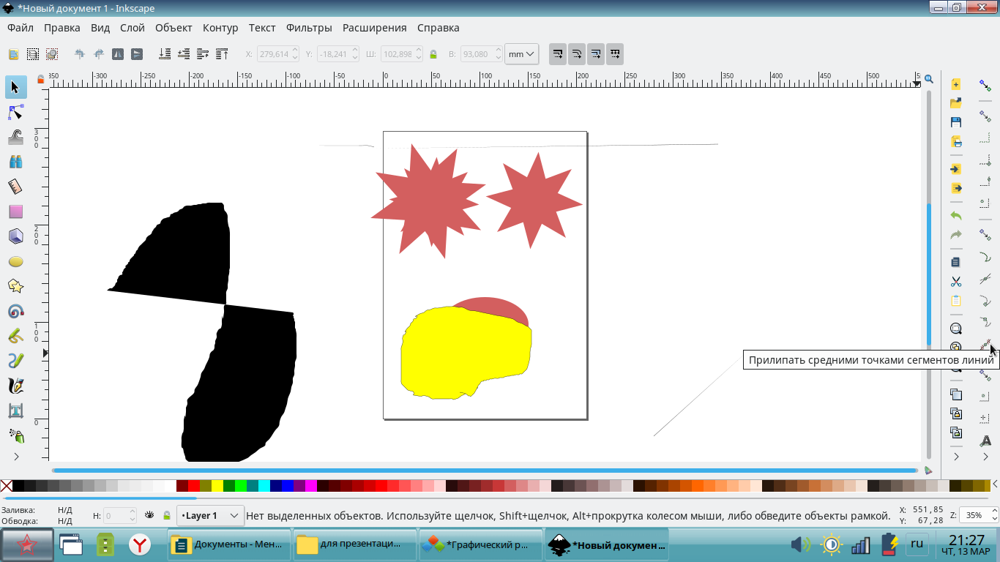 *Новый документ 1 - Inkscape
Файл Правка Вид Слой Объект Контур Текст Фильтры Расширения Справка
X: 279,614 Y: -18,241 Ш: 102,898 В: 93,080 mm
350 -300 -250 -200 -150 -100 -50 0 50 100 150 200 250 300 350 400 450 500
300
200
100
0
Прилипать средними точками сегментов линий
Заливка: Н/Д
Обводка: Н/Д
Н: 0
•Layer 1
Нет выделенных объектов. Используйте щелчок, Shift+щелчок, Alt+прокрутка колесом мыши, либо обведите объекты рамкой.
X: 551,85
Y: 67,28
Z: 35%
Документы - Мен...
для презентаци...
*Графический р...
*Новый докумен...
ru
21:27
ЧТ, 13 МАР